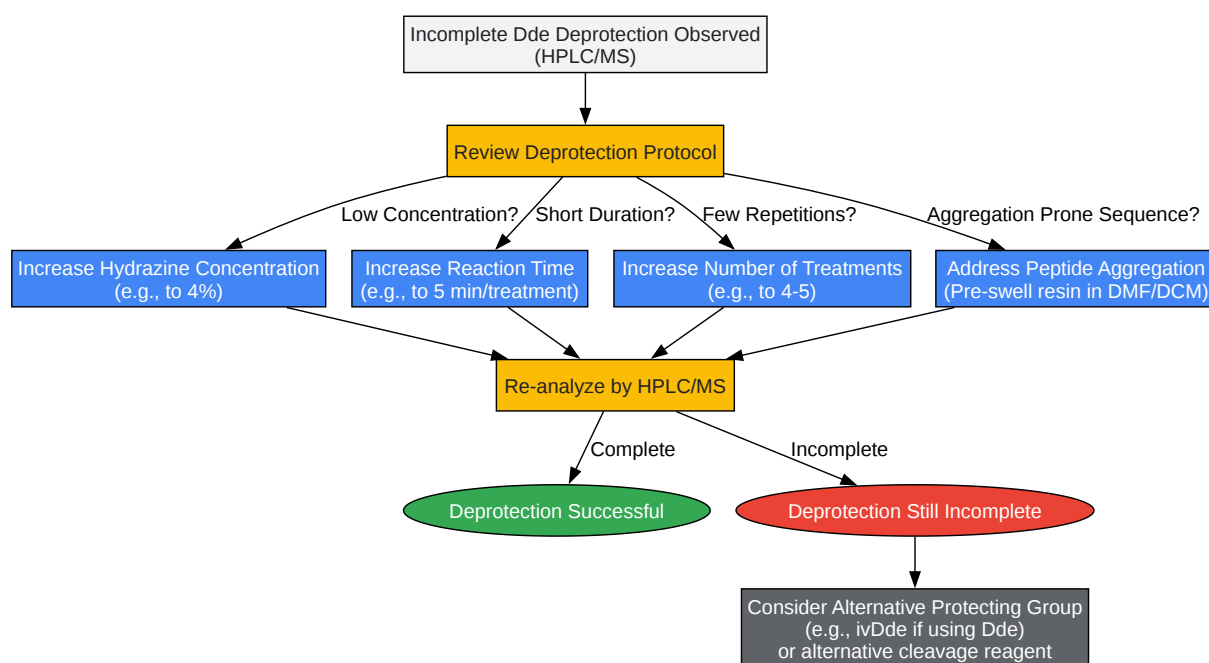 Incomplete Dde Deprotection Observed
(HPLC/MS)
Review Deprotection Protocol
Low Concentration?
Short Duration?
Few Repetitions?
Aggregation Prone Sequence?
Increase Hydrazine Concentration
(e.g., to 4%)
Increase Reaction Time
(e.g., to 5 min/treatment)
Increase Number of Treatments
(e.g., to 4-5)
Address Peptide Aggregation
(Pre-swell resin in DMF/DCM)
Re-analyze by HPLC/MS
Complete
Incomplete
Deprotection Successful
Deprotection Still Incomplete
Consider Alternative Protecting Group
(e.g., ivDde if using Dde)
or alternative cleavage reagent